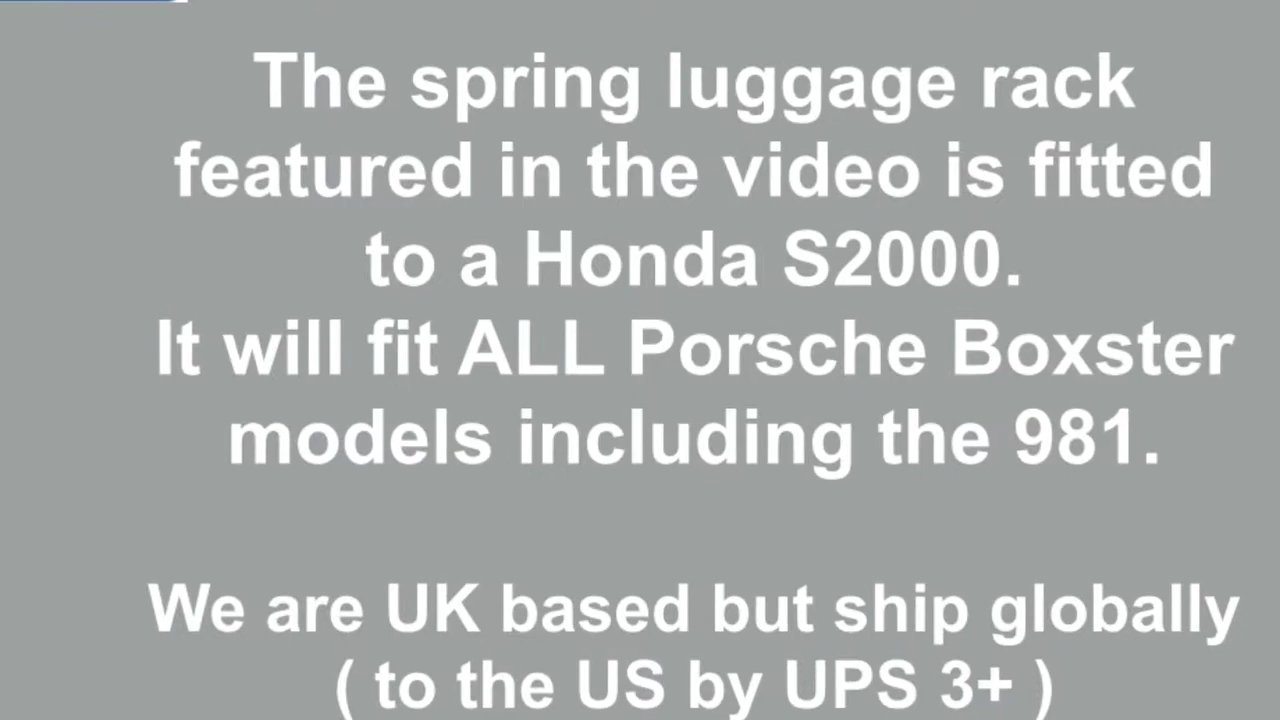 The spring luggage rack
featured in the video is fitted
to a Honda S2000.
It will fit ALL Porsche Boxster
models including the 981.
We are UK based but ship globally
( to the US by UPS 3+ )